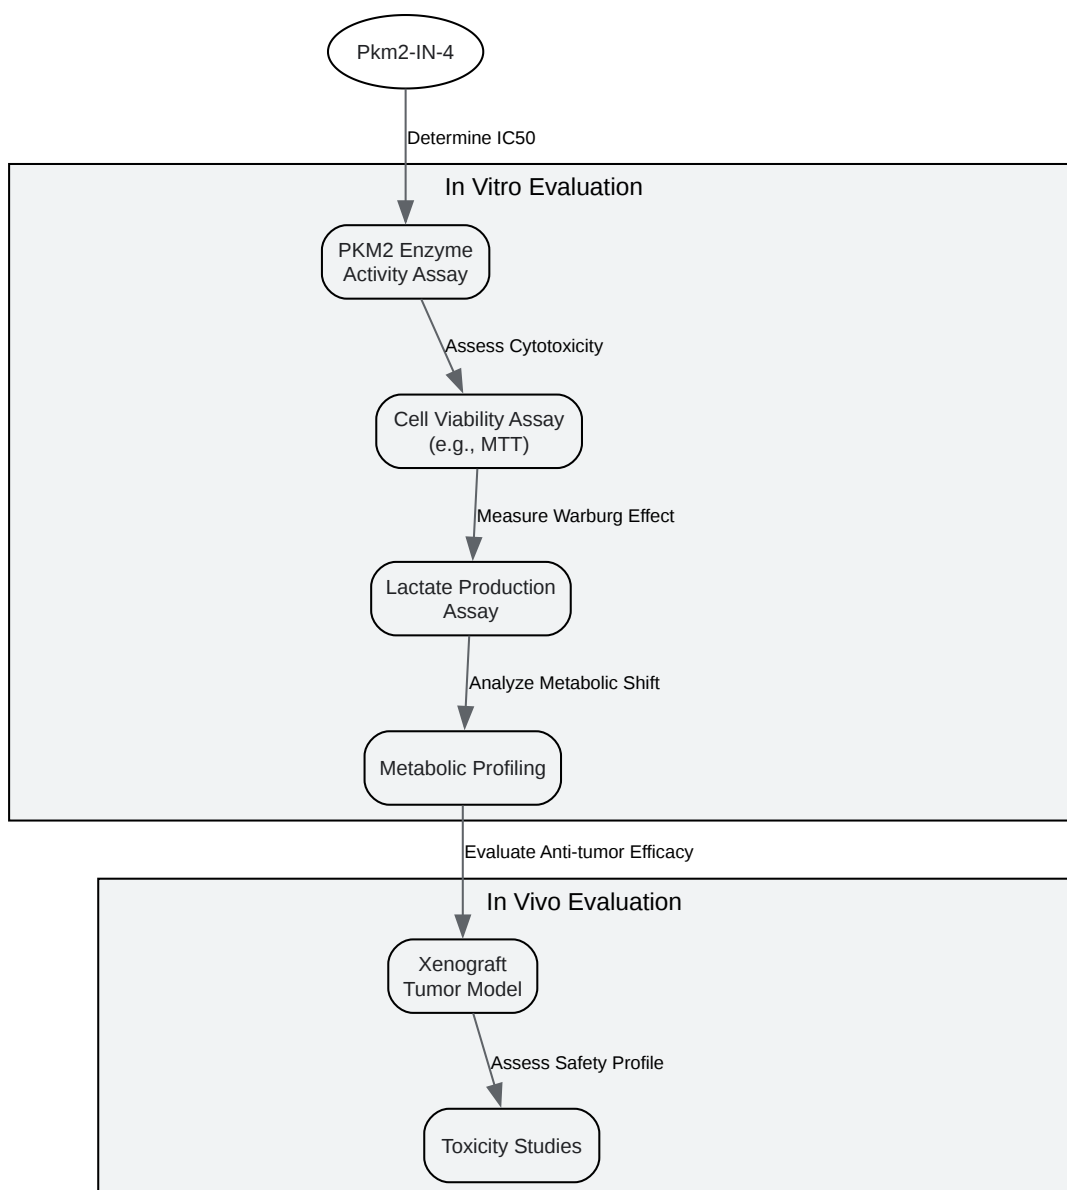 Pkm2-IN-4
Determine IC50
In Vitro Evaluation
PKM2 Enzyme
Activity Assay
Assess Cytotoxicity
Cell Viability Assay
(e.g., MTT)
Measure Warburg Effect
Lactate Production
Assay
Analyze Metabolic Shift
Metabolic Profiling
Evaluate Anti-tumor Efficacy
In Vivo Evaluation
Xenograft
Tumor Model
Assess Safety Profile
Toxicity Studies